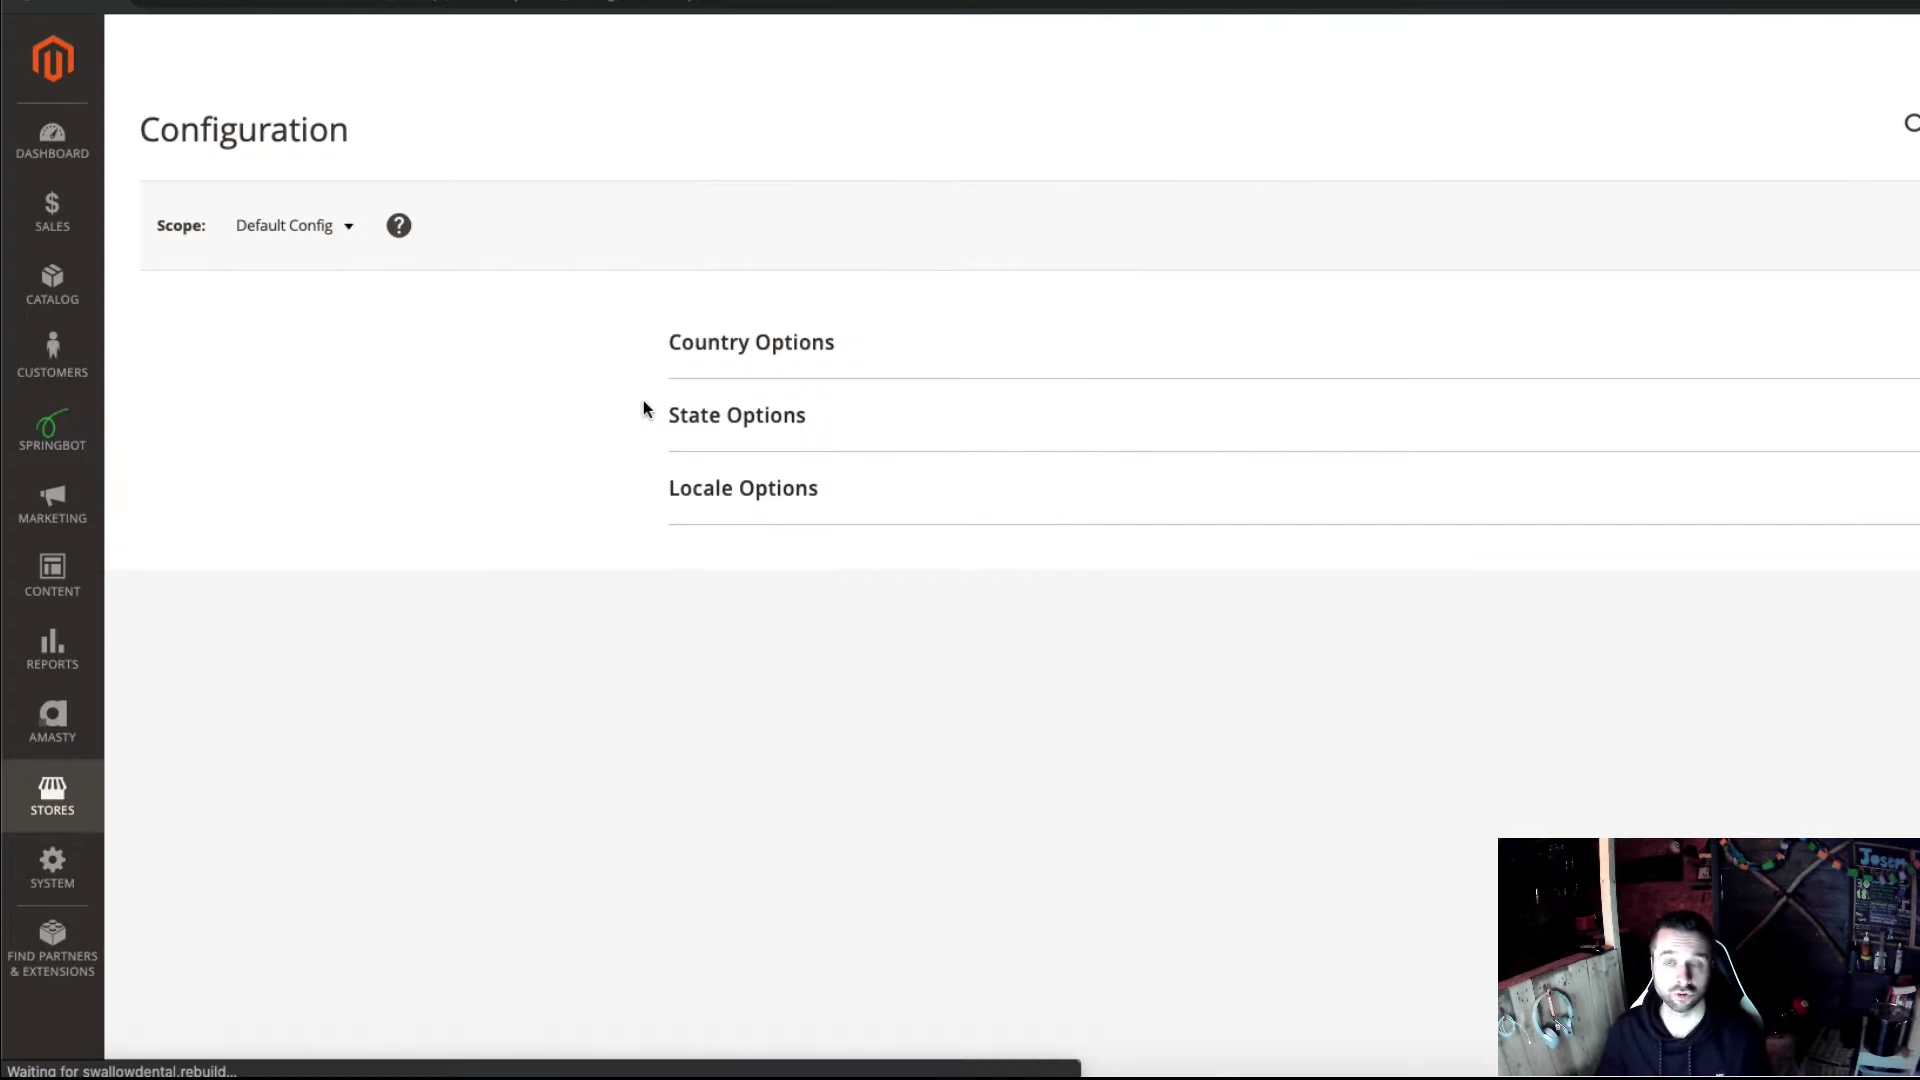 Configuration
Scope:
Default Config
?
Country Options
State Options
Locale Options
DASHBOARD
SALES
CATALOG
CUSTOMERS
SPRINGBOT
MARKETING
CONTENT
REPORTS
AMASTY
STORES
SYSTEM
FIND PARTNERS
& EXTENSIONS
Waiting for swallowdental.rebuild...